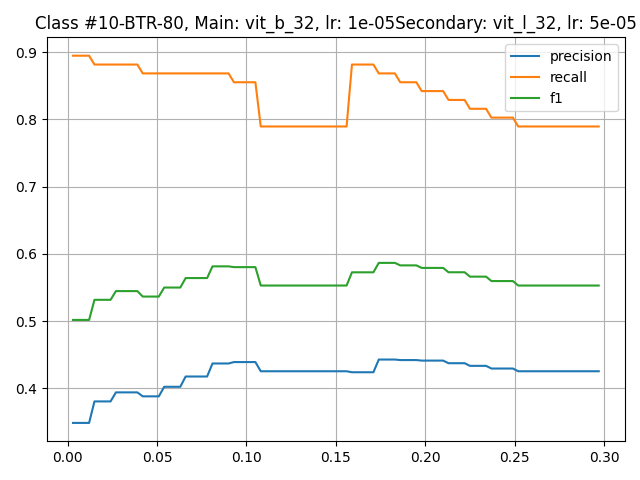 Class #10-BTR-80, Main: vit_b_32, lr: 1e-05Secondary: vit_l_32, lr: 5e-05
0.9
0.8
0.7
0.6
0.5
0.4
precision
recall
f1
0.00 0.05 0.10 0.15 0.20 0.25 0.30